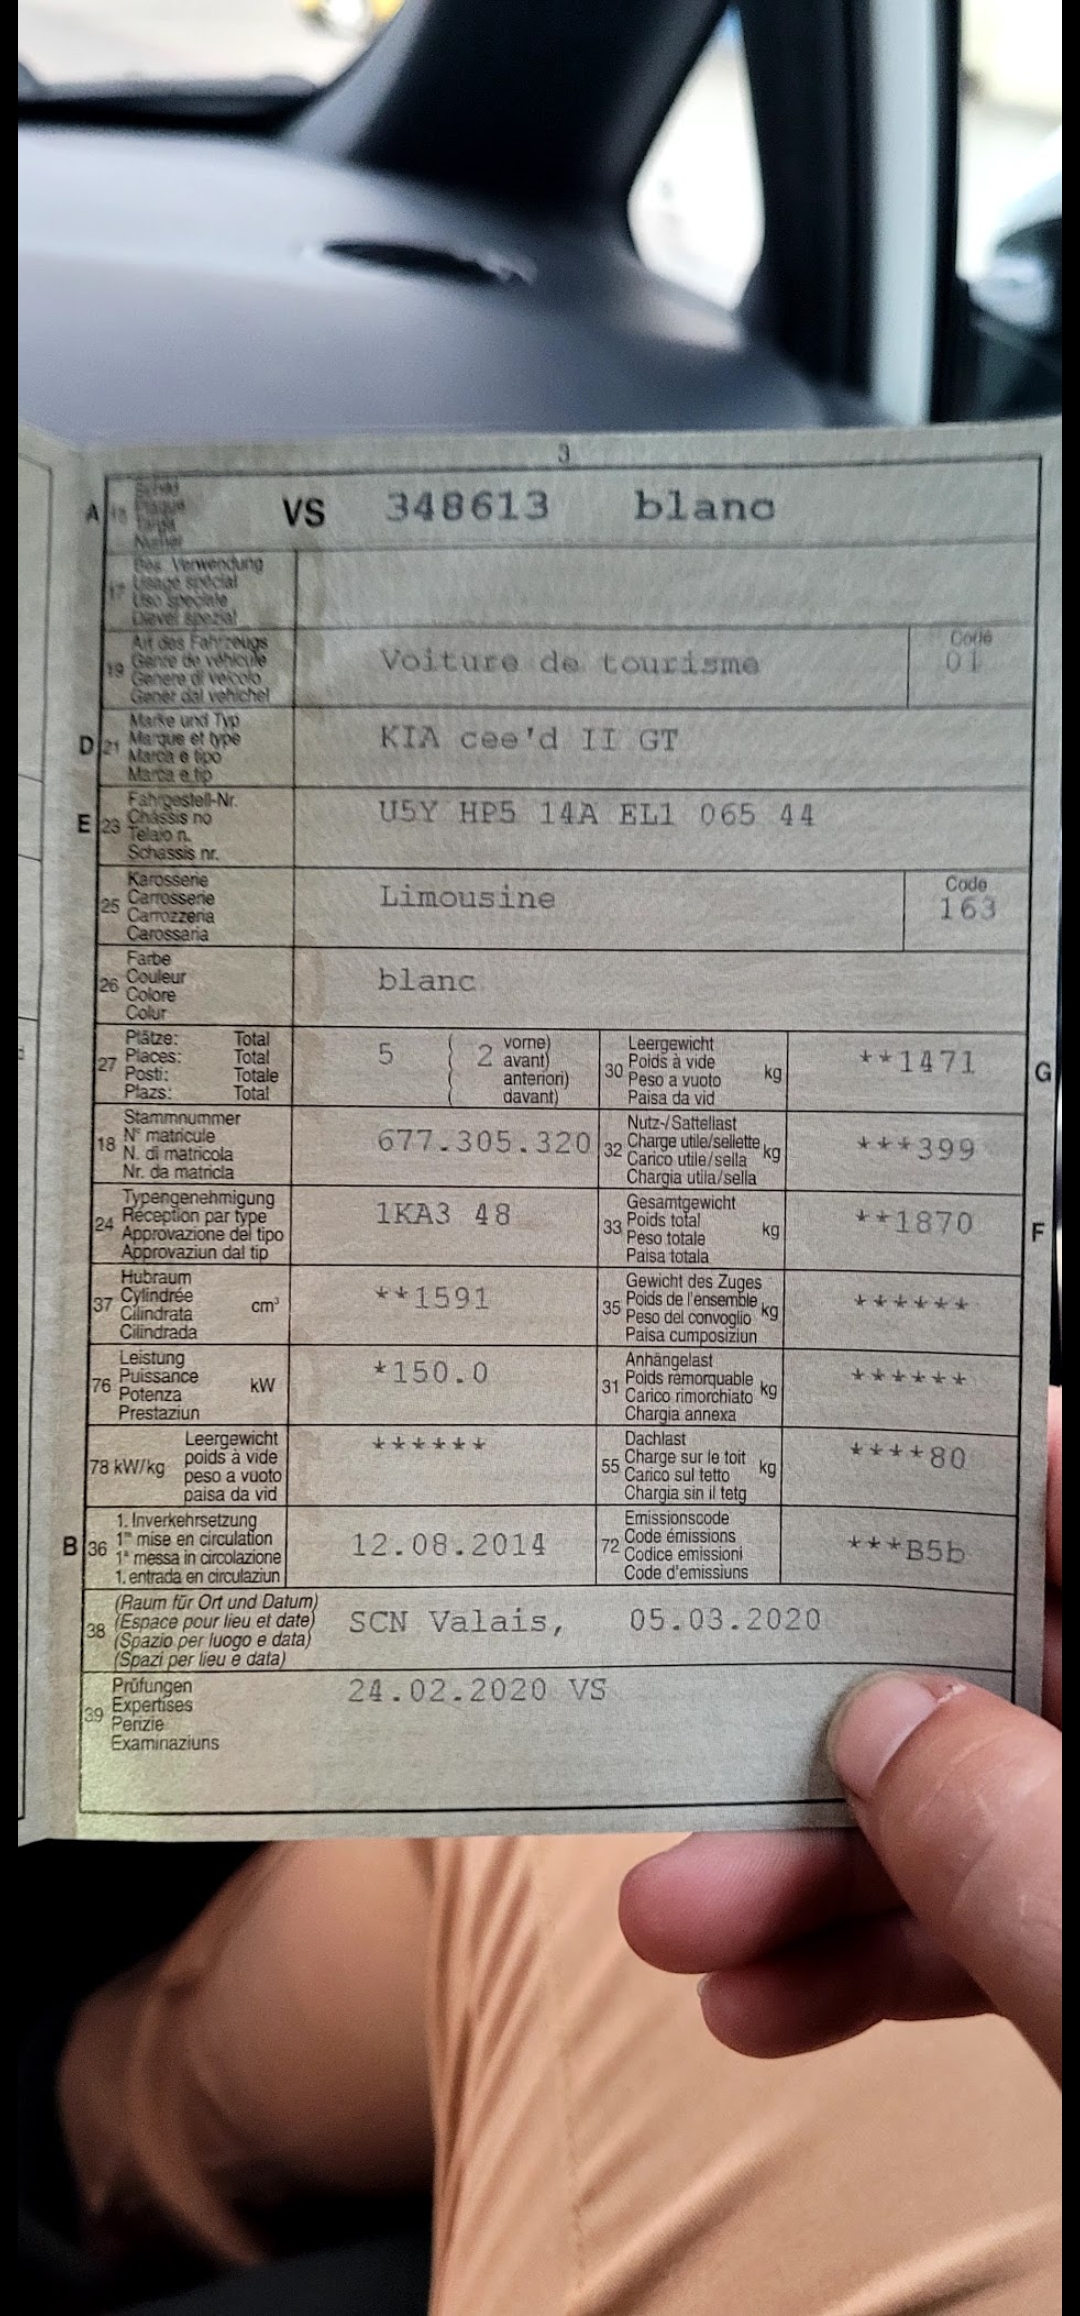 3
A 15 Schild Plaque Targa Numer VS 348613 blanc
17 Bes. Verwendung
Usage spécial
Uso speciale
Diever spezial
19 Art des Fahrzeugs
Genre de véhicule
Genere di veicolo
Gener dal vehichel
Voiture de tourisme
Code
01
D 21 Marke und Typ
Marque et type
Marca e tipo
Marca e tip
KIA cee'd II GT
E 23 Fahrgestell-Nr.
Châssis no
Telaio n.
Schassis nr.
U5Y HP5 14A EL1 065 44
25 Karosserie
Carrosserie
Carrozzeria
Carossaria
Limousine
Code
163
26 Farbe
Couleur
Colore
Colur
blanc
27 Plätze: Total
Places: Total
Posti: Totale
Plazs: Total
5 ( 2 vorne)
( avant)
( anteriori)
( davant)
30 Leergewicht
Poids à vide
Peso a vuoto
Paisa da vid
kg
**1471
G
18 Stammnummer
N° matricule
N. di matricola
Nr. da matricla
677.305.320
32 Nutz-/Sattellast
Charge utile/sellette
Carico utile/sella
Chargia utila/sella
kg
***399
24 Typengenehmigung
Réception par type
Approvazione del tipo
Approvaziun dal tip
1KA3 48
33 Gesamtgewicht
Poids total
Peso totale
Paisa totala
kg
**1870
F
37 Hubraum
Cylindrée
Cilindrata
Cilindrada
cm³
**1591
35 Gewicht des Zuges
Poids de l'ensemble
Peso del convoglio
Paisa cumposiziun
kg
******
76 Leistung
Puissance
Potenza
Prestaziun
kW
*150.0
31 Anhängelast
Poids remorquable
Carico rimorchiato
Chargia annexa
kg
******
78 kW/kg Leergewicht
poids à vide
peso a vuoto
paisa da vid
******
55 Dachlast
Charge sur le toit
Carico sul tetto
Chargia sin il tetg
kg
****80
B 36 1. Inverkehrsetzung
1re mise en circulation
1a messa in circolazione
1. entrada en circulaziun
12.08.2014
72 Emissionscode
Code émissions
Codice emissioni
Code d'emissiuns
***B5b
38 (Raum für Ort und Datum)
(Espace pour lieu et date)
(Spazio per luogo e data)
(Spazi per lieu e data)
SCN Valais, 05.03.2020
39 Prüfungen
Expertises
Perizie
Examinaziuns
24.02.2020 VS